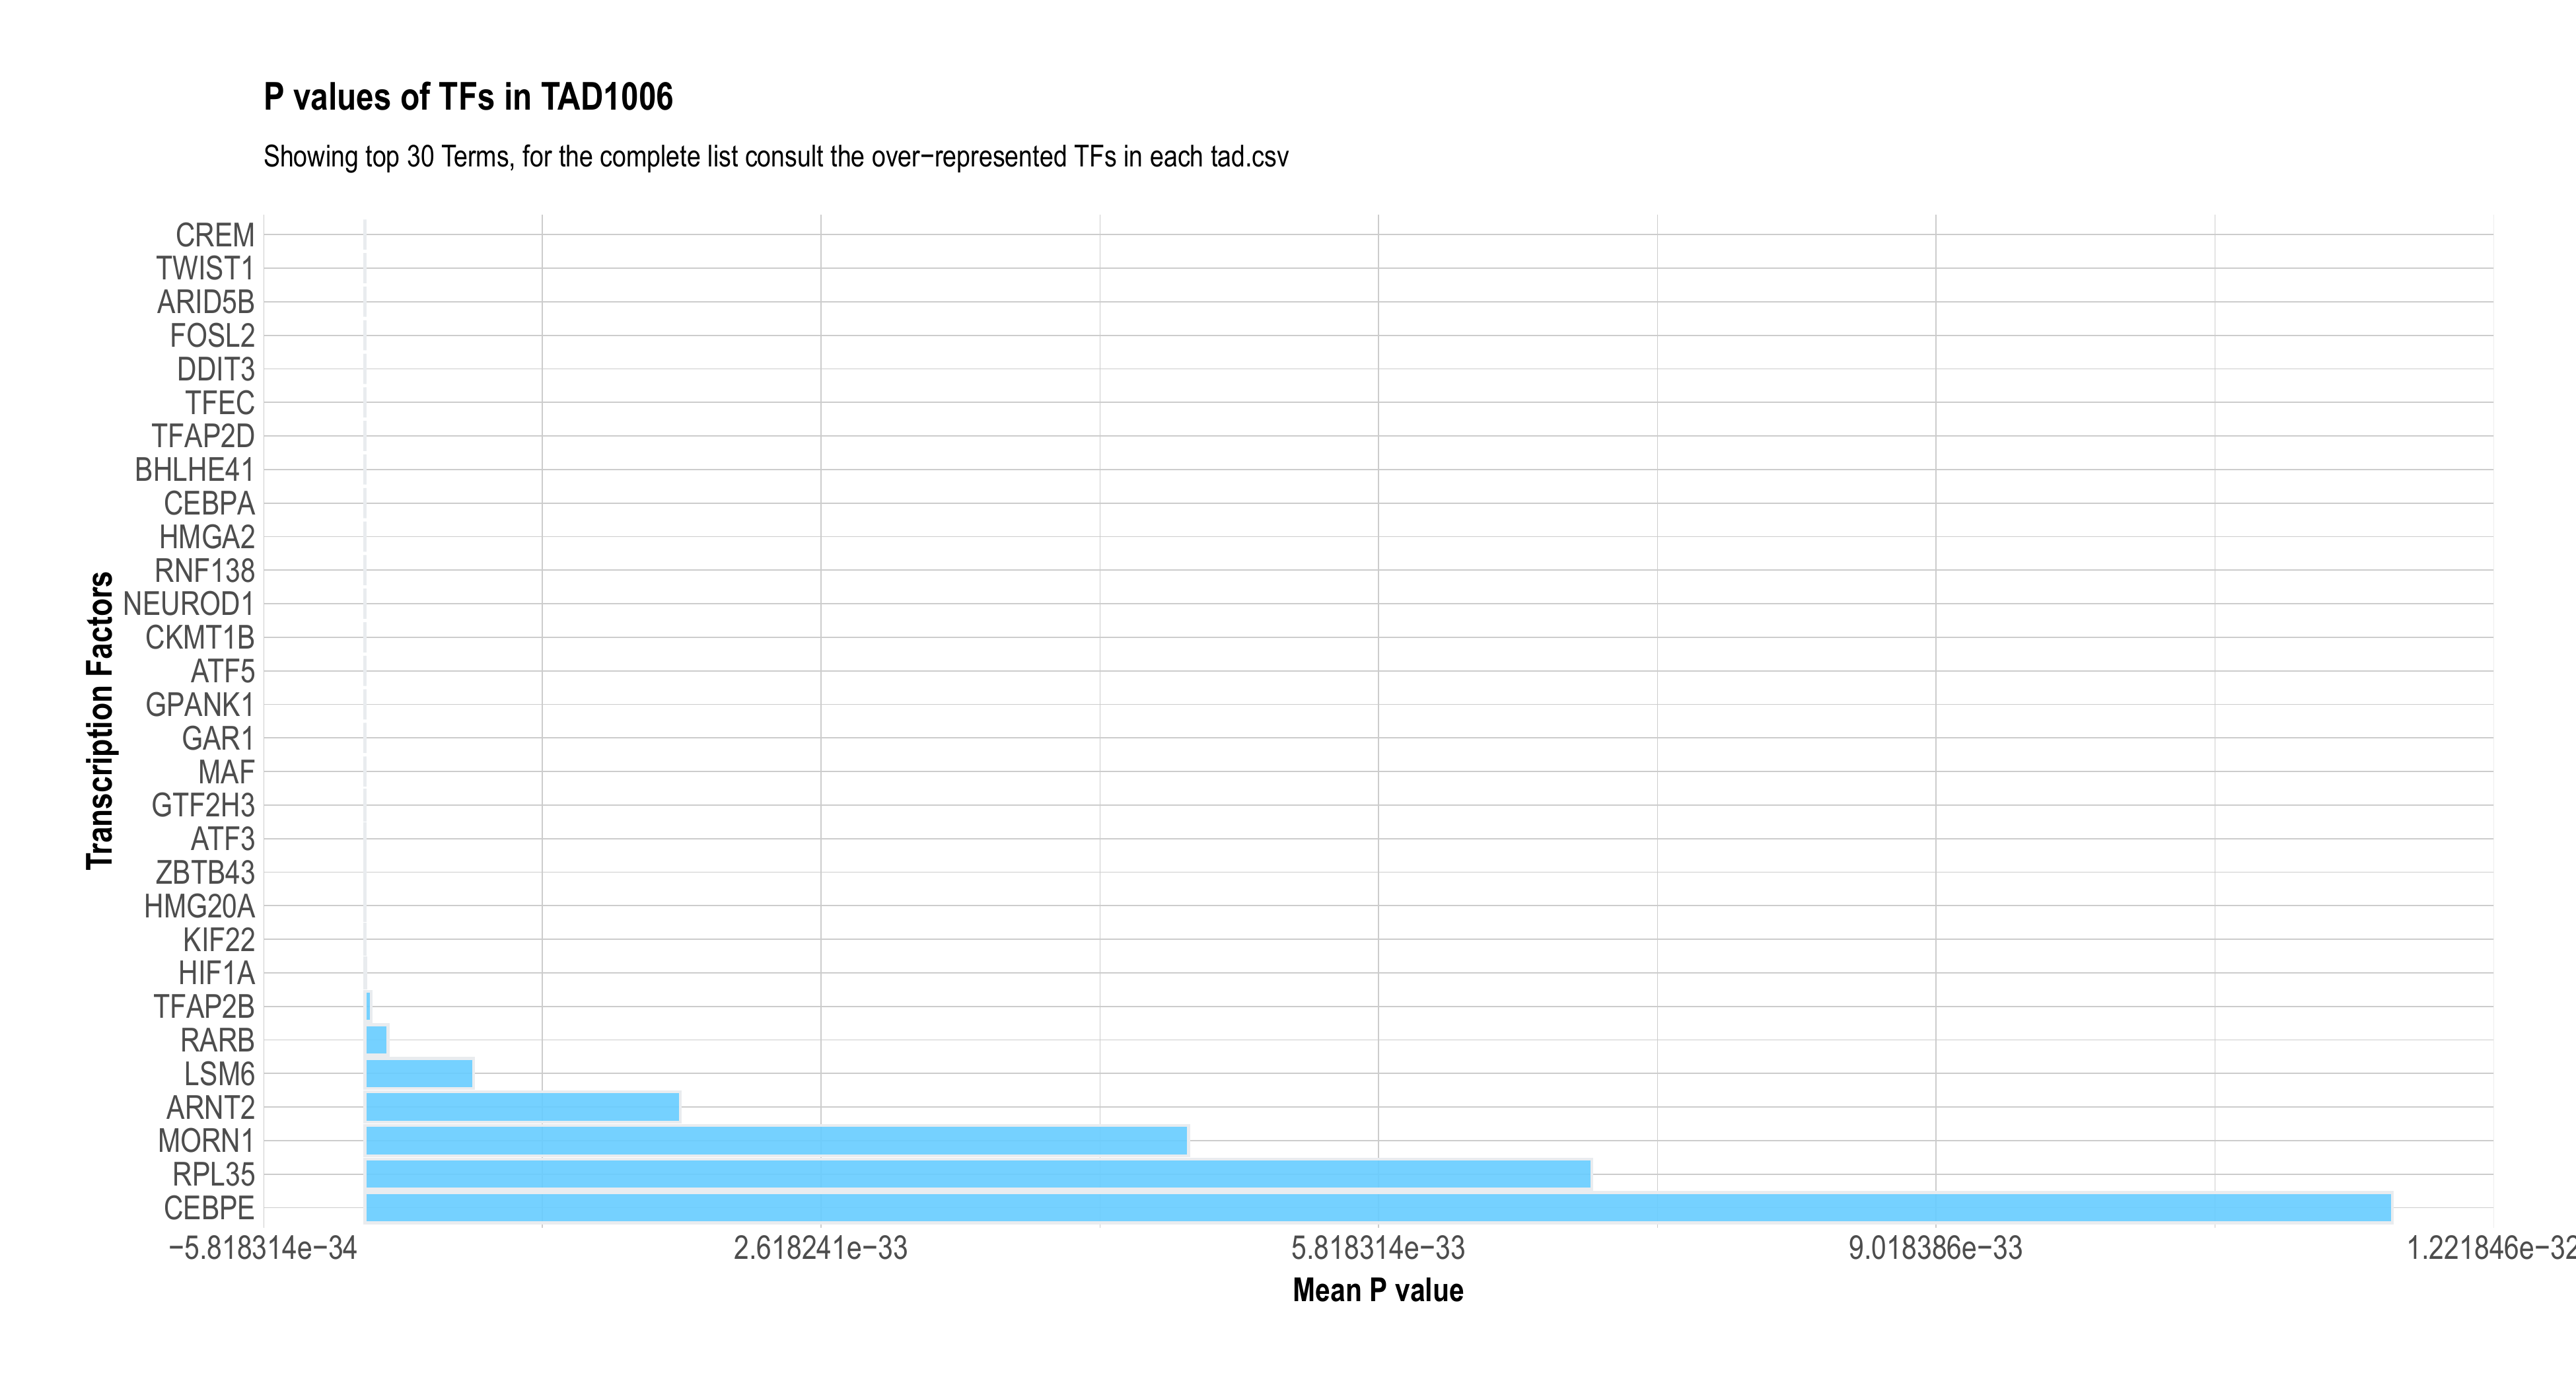 P values of TFs in TAD1006
Showing top 30 Terms, for the complete list consult the over−represented TFs in each tad.csv
Transcription Factors
CREM
TWIST1
ARID5B
FOSL2
DDIT3
TFEC
TFAP2D
BHLHE41
CEBPA
HMGA2
RNF138
NEUROD1
CKMT1B
ATF5
GPANK1
GAR1
MAF
GTF2H3
ATF3
ZBTB43
HMG20A
KIF22
HIF1A
TFAP2B
RARB
LSM6
ARNT2
MORN1
RPL35
CEBPE
−5.818314e−34 2.618241e−33 5.818314e−33 9.018386e−33 1.221846e−32
Mean P value